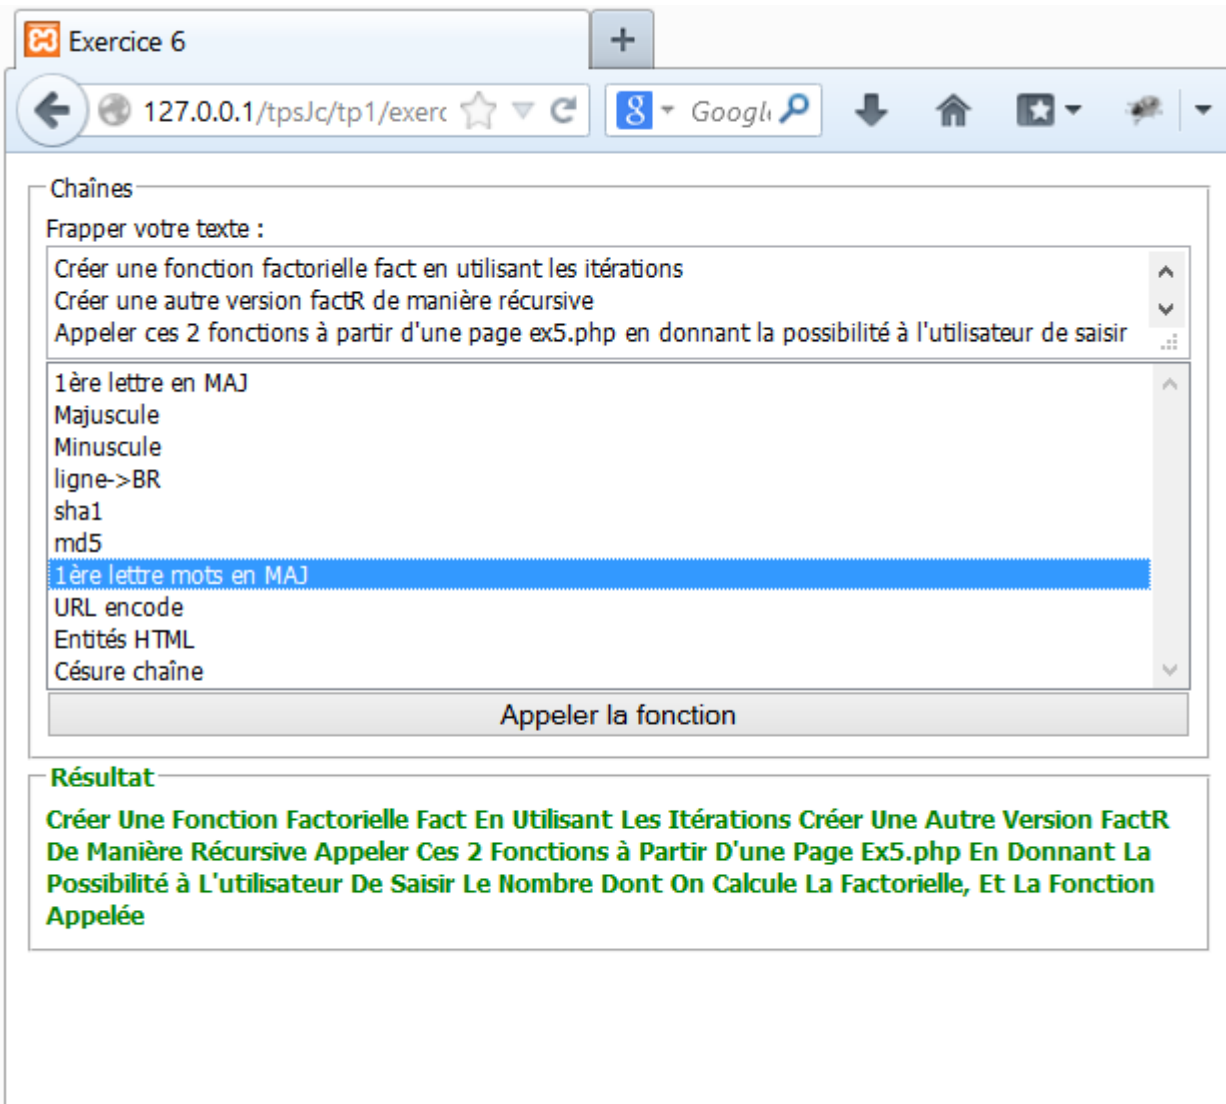 Exercice 6
127.0.0.1/tpsJc/tp1/exerc
Google
Chaînes
Frapper votre texte :
Créer une fonction factorielle fact en utilisant les itérations
Créer une autre version factR de manière récursive
Appeler ces 2 fonctions à partir d'une page ex5.php en donnant la possibilité à l'utilisateur de saisir
1ère lettre en MAJ
Majuscule
Minuscule
ligne->BR
sha1
md5
1ère lettre mots en MAJ
URL encode
Entités HTML
Césure chaîne
Appeler la fonction
Résultat
Créer Une Fonction Factorielle Fact En Utilisant Les Itérations Créer Une Autre Version FactR
De Manière Récursive Appeler Ces 2 Fonctions à Partir D'une Page Ex5.php En Donnant La
Possibilité à L'utilisateur De Saisir Le Nombre Dont On Calcule La Factorielle, Et La Fonction
Appelée